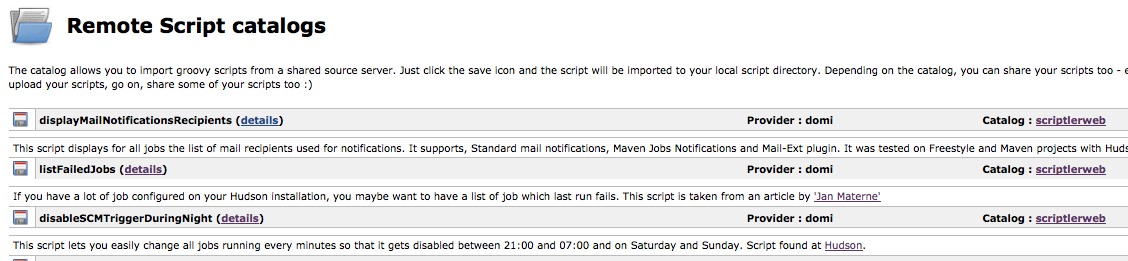 Remote Script catalogs
The catalog allows you to import groovy scripts from a shared source server. Just click the save icon and the script will be imported to your local script directory. Depending on the catalog, you can share your scripts too - e
upload your scripts, go on, share some of your scripts too :)
displayMailNotificationsRecipients (details) Provider : domi Catalog : scriptlerweb
This script displays for all jobs the list of mail recipients used for notifications. It supports, Standard mail notifications, Maven Jobs Notifications and Mail-Ext plugin. It was tested on Freestyle and Maven projects with Huds
listFailedJobs (details) Provider : domi Catalog : scriptlerweb
If you have a lot of job configured on your Hudson installation, you maybe want to have a list of job which last run fails. This script is taken from an article by 'Jan Materne'
disableSCMTriggerDuringNight (details) Provider : domi Catalog : scriptlerweb
This script lets you easily change all jobs running every minutes so that it gets disabled between 21:00 and 07:00 and on Saturday and Sunday. Script found at Hudson.